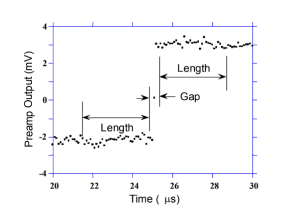 4
2
0
-2
-4
Preamp Output (mV)
Length
Gap
Length
20 22 24 26 28 30
Time ( μs)